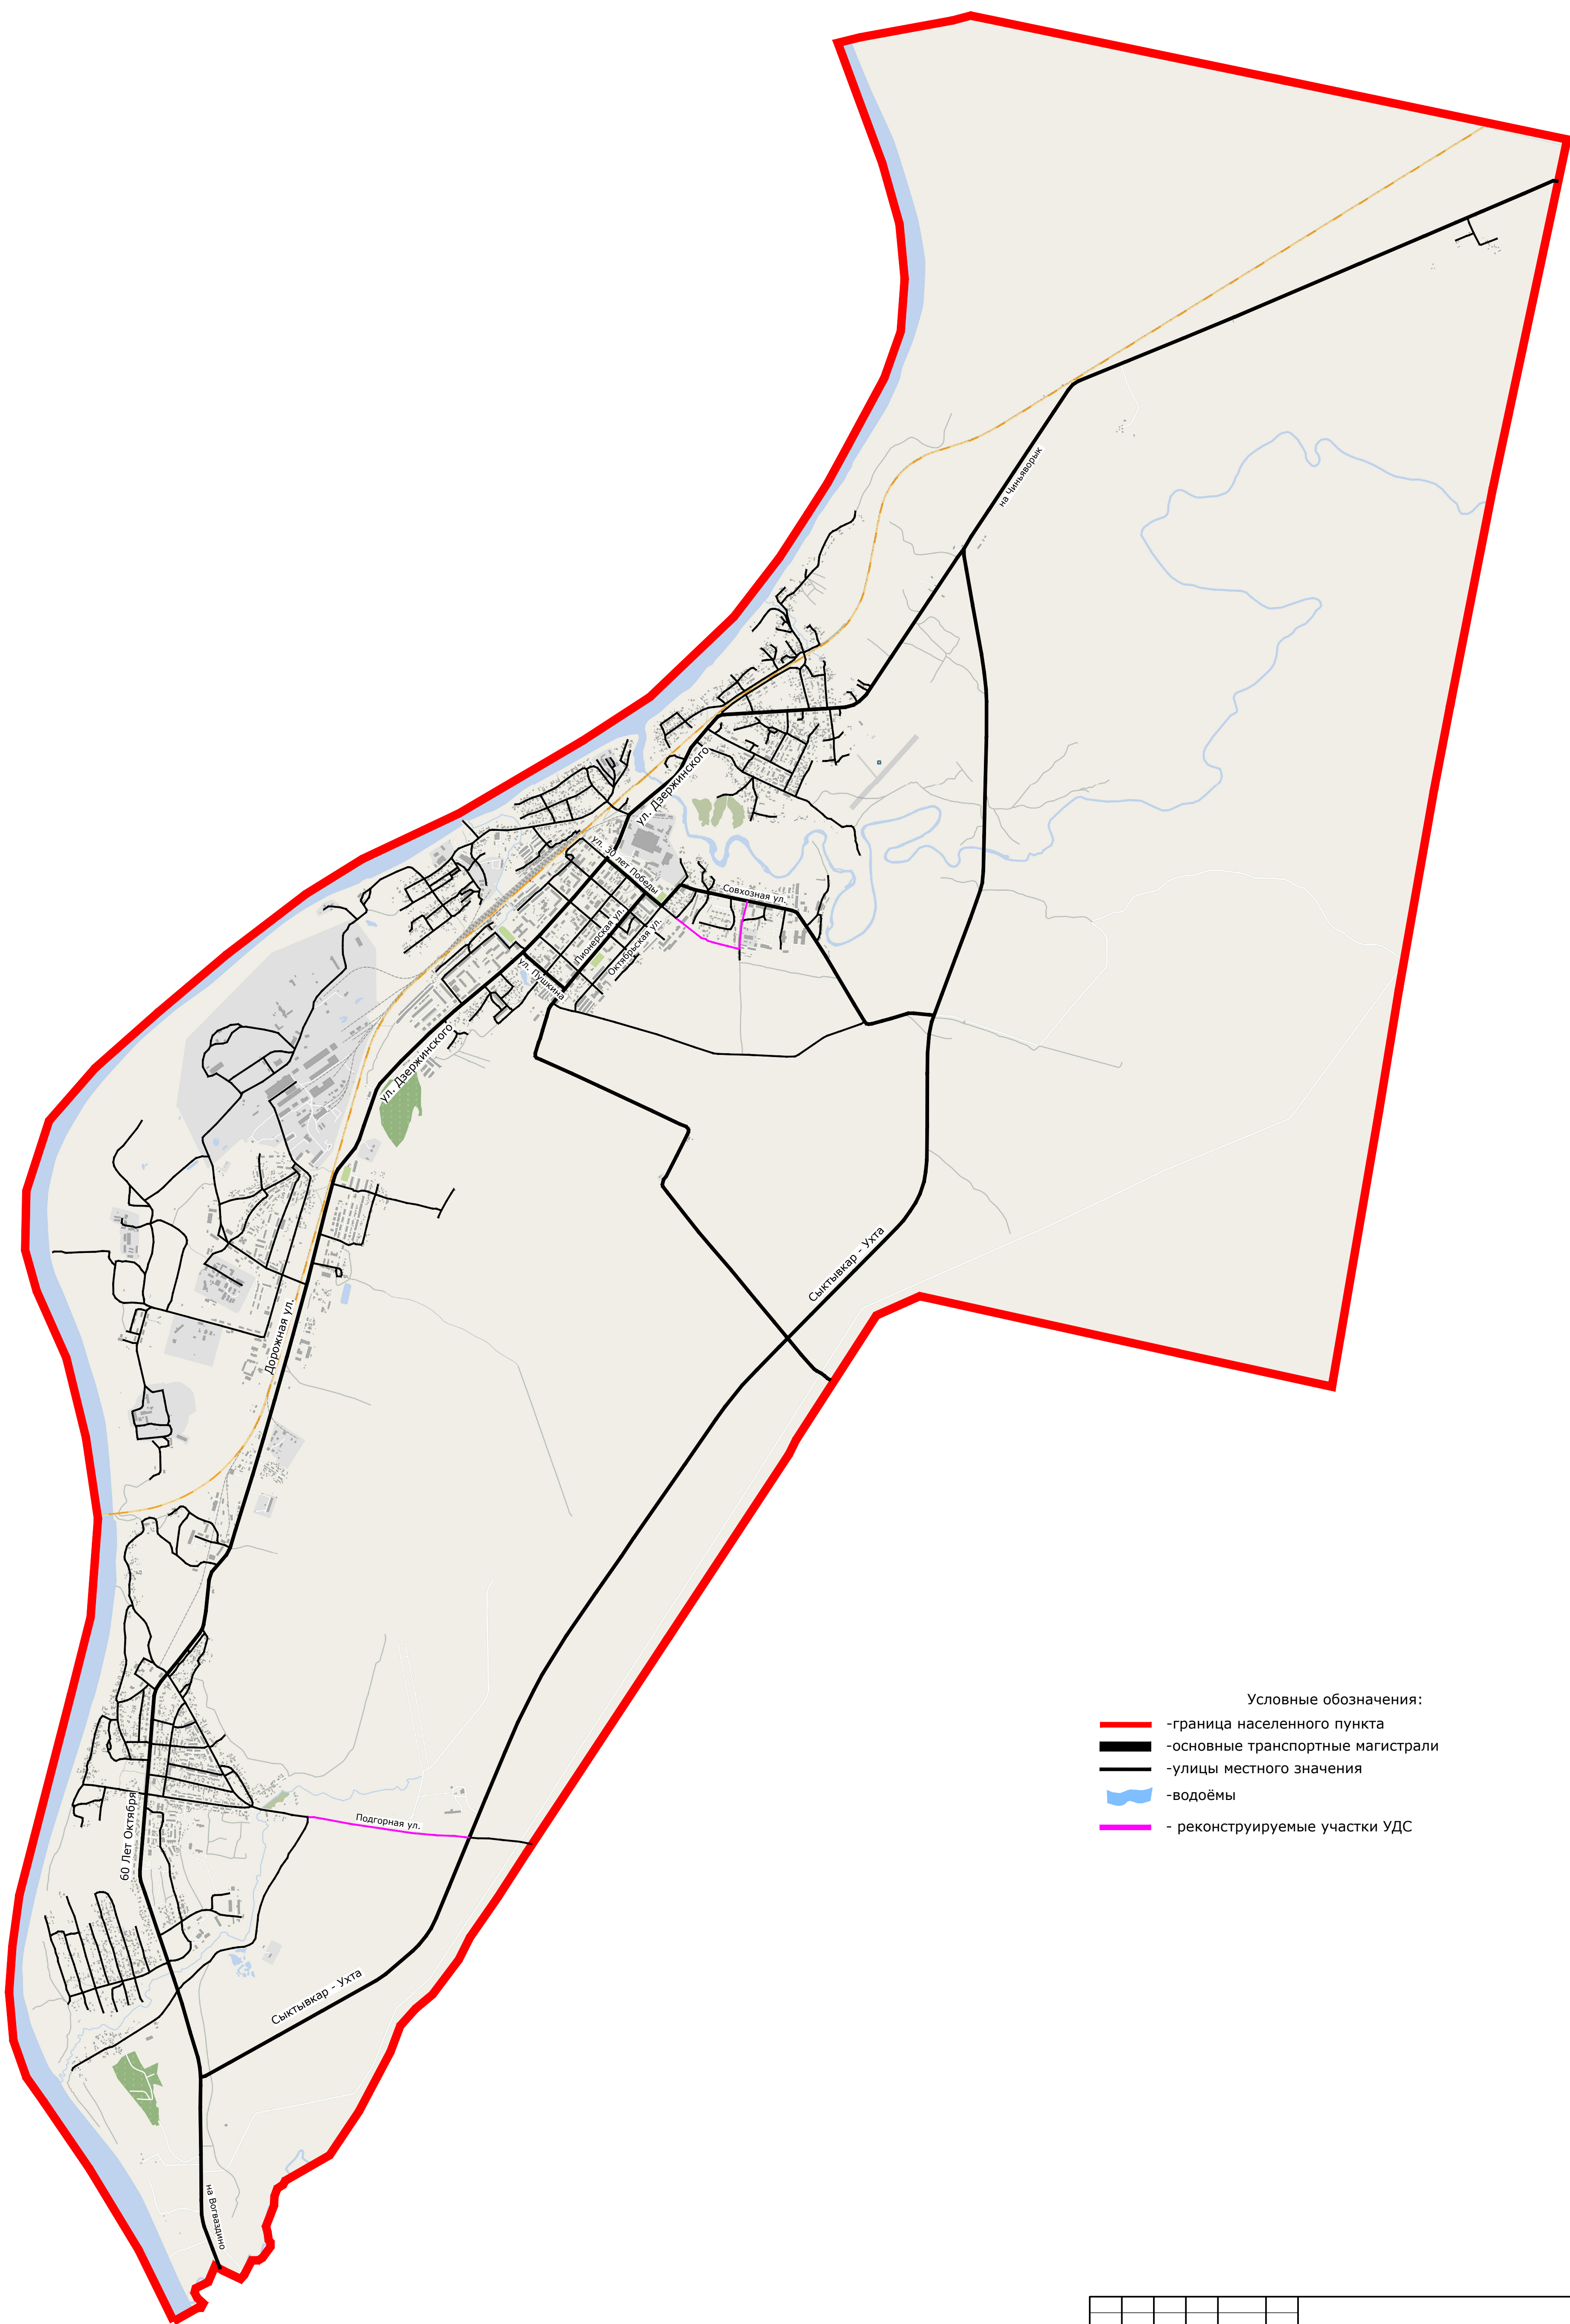 на Чиньяворык
ул. Дзержинского
ул. 30 лет Победы
Совхозная ул.
Пионерская ул.
Октябрьская ул.
ул. Пушкина
ул. Дзержинского
Сыктывкар - Ухта
Дорожная ул.
Условные обозначения:
-граница населенного пункта
-основные транспортные магистрали
-улицы местного значения
-водоёмы
- реконструируемые участки УДС
Подгорная ул.
60 Лет Октября
Сыктывкар - Ухта
на Вогваздино